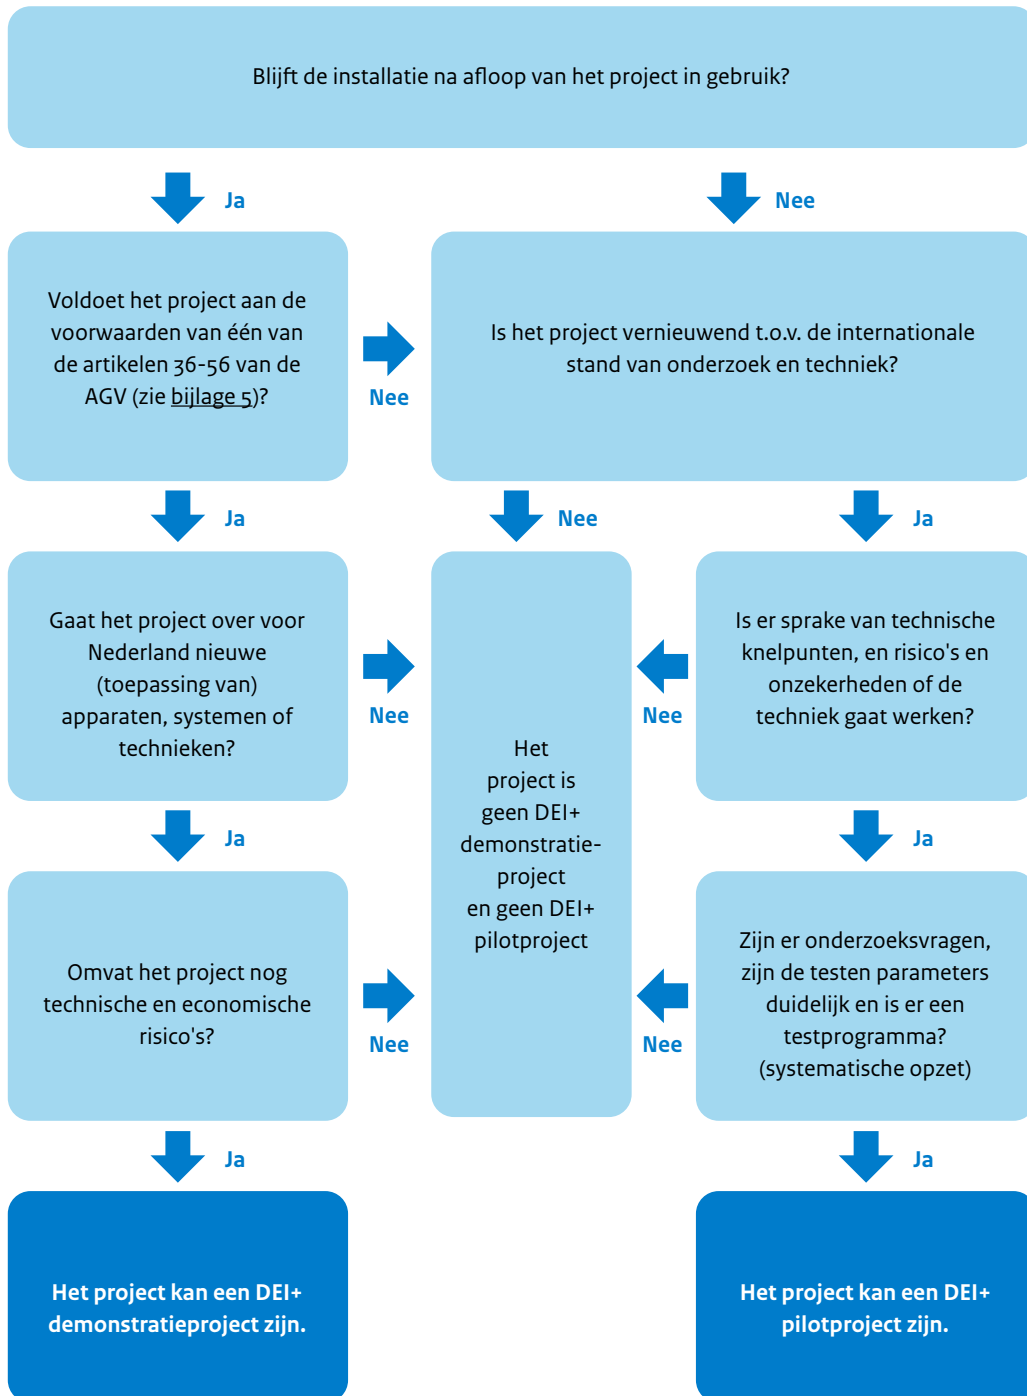 Blijft de installatie na afloop van het project in gebruik?
Ja
Nee
Voldoet het project aan de
voorwaarden van één van
de artikelen 36-56 van de
AGV (zie bijlage 5)?
Nee
Is het project vernieuwend t.o.v. de internationale
stand van onderzoek en techniek?
Ja
Nee
Ja
Gaat het project over voor
Nederland nieuwe
(toepassing van)
apparaten, systemen of
technieken?
Nee
Het
project is
geen DEI+
demonstratie-
project
en geen DEI+
pilotproject
Nee
Is er sprake van technische
knelpunten, en risico's en
onzekerheden of de
techniek gaat werken?
Ja
Ja
Omvat het project nog
technische en economische
risico's?
Nee
Nee
Zijn er onderzoeksvragen,
zijn de testen parameters
duidelijk en is er een
testprogramma?
(systematische opzet)
Ja
Ja
Het project kan een DEI+
demonstratieproject zijn.
Het project kan een DEI+
pilotproject zijn.